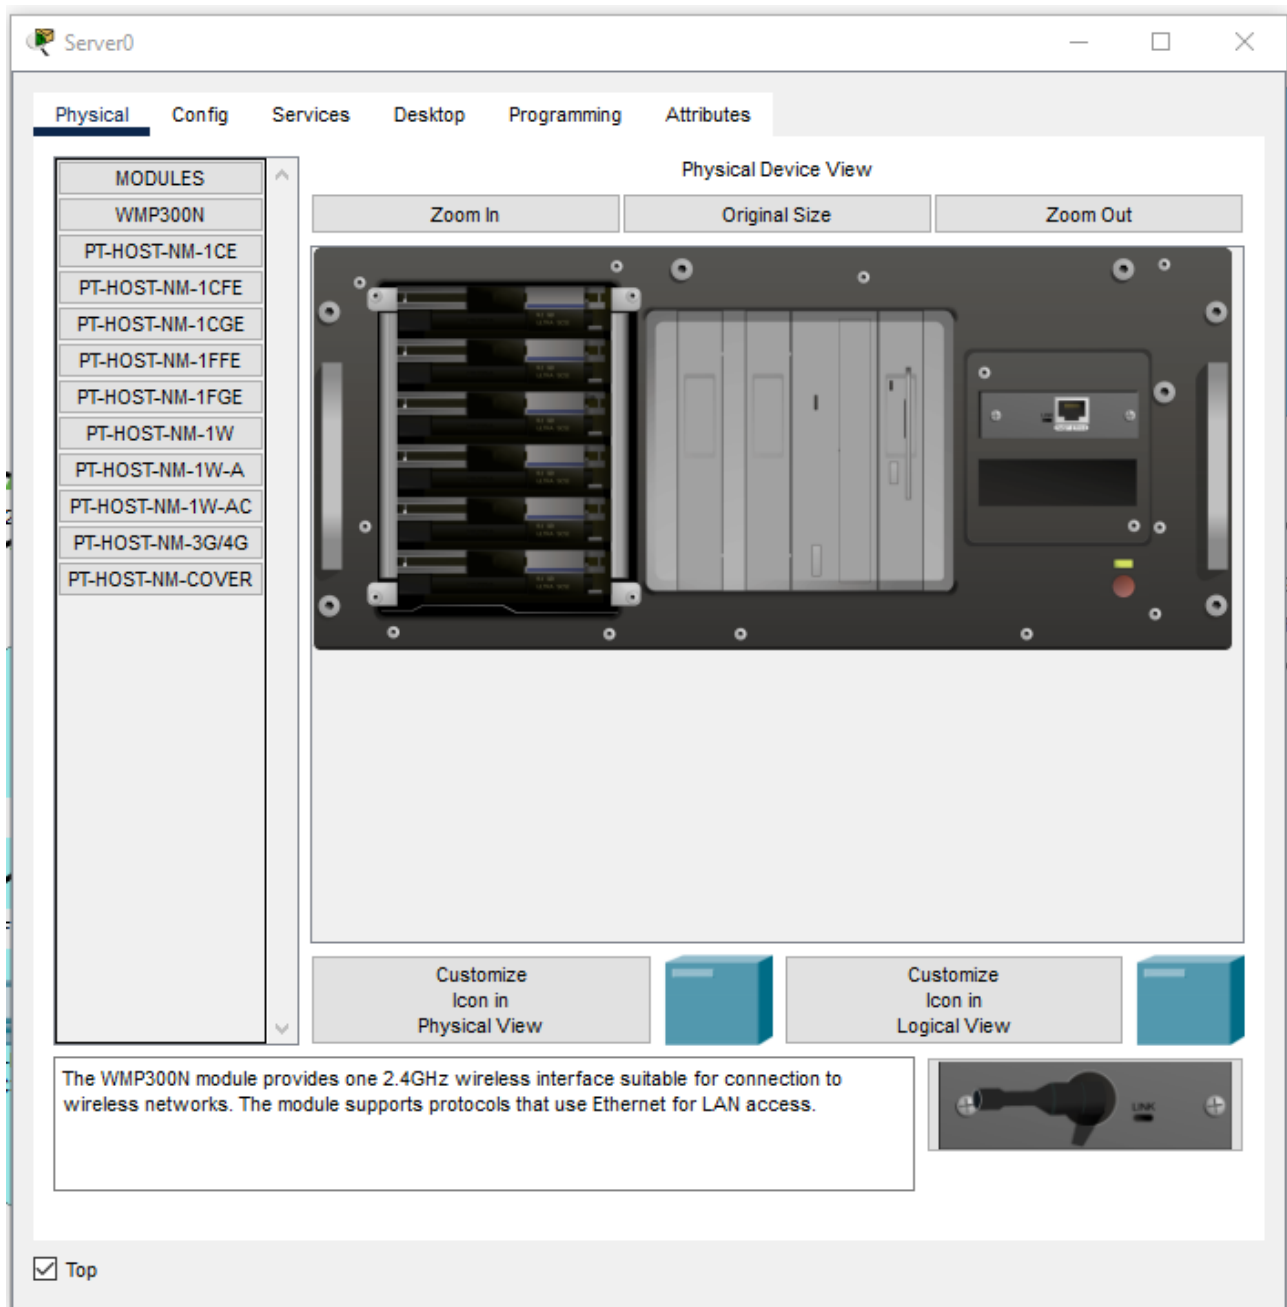 Server0
Physical Config Services Desktop Programming Attributes
MODULES
WMP300N
PT-HOST-NM-1CE
PT-HOST-NM-1CFE
PT-HOST-NM-1CGE
PT-HOST-NM-1FFE
PT-HOST-NM-1FGE
PT-HOST-NM-1W
PT-HOST-NM-1W-A
PT-HOST-NM-1W-AC
PT-HOST-NM-3G/4G
PT-HOST-NM-COVER
Physical Device View
Zoom In Original Size Zoom Out
Customize
Icon in
Physical View
Customize
Icon in
Logical View
The WMP300N module provides one 2.4GHz wireless interface suitable for connection to
wireless networks. The module supports protocols that use Ethernet for LAN access.
LINK
Top